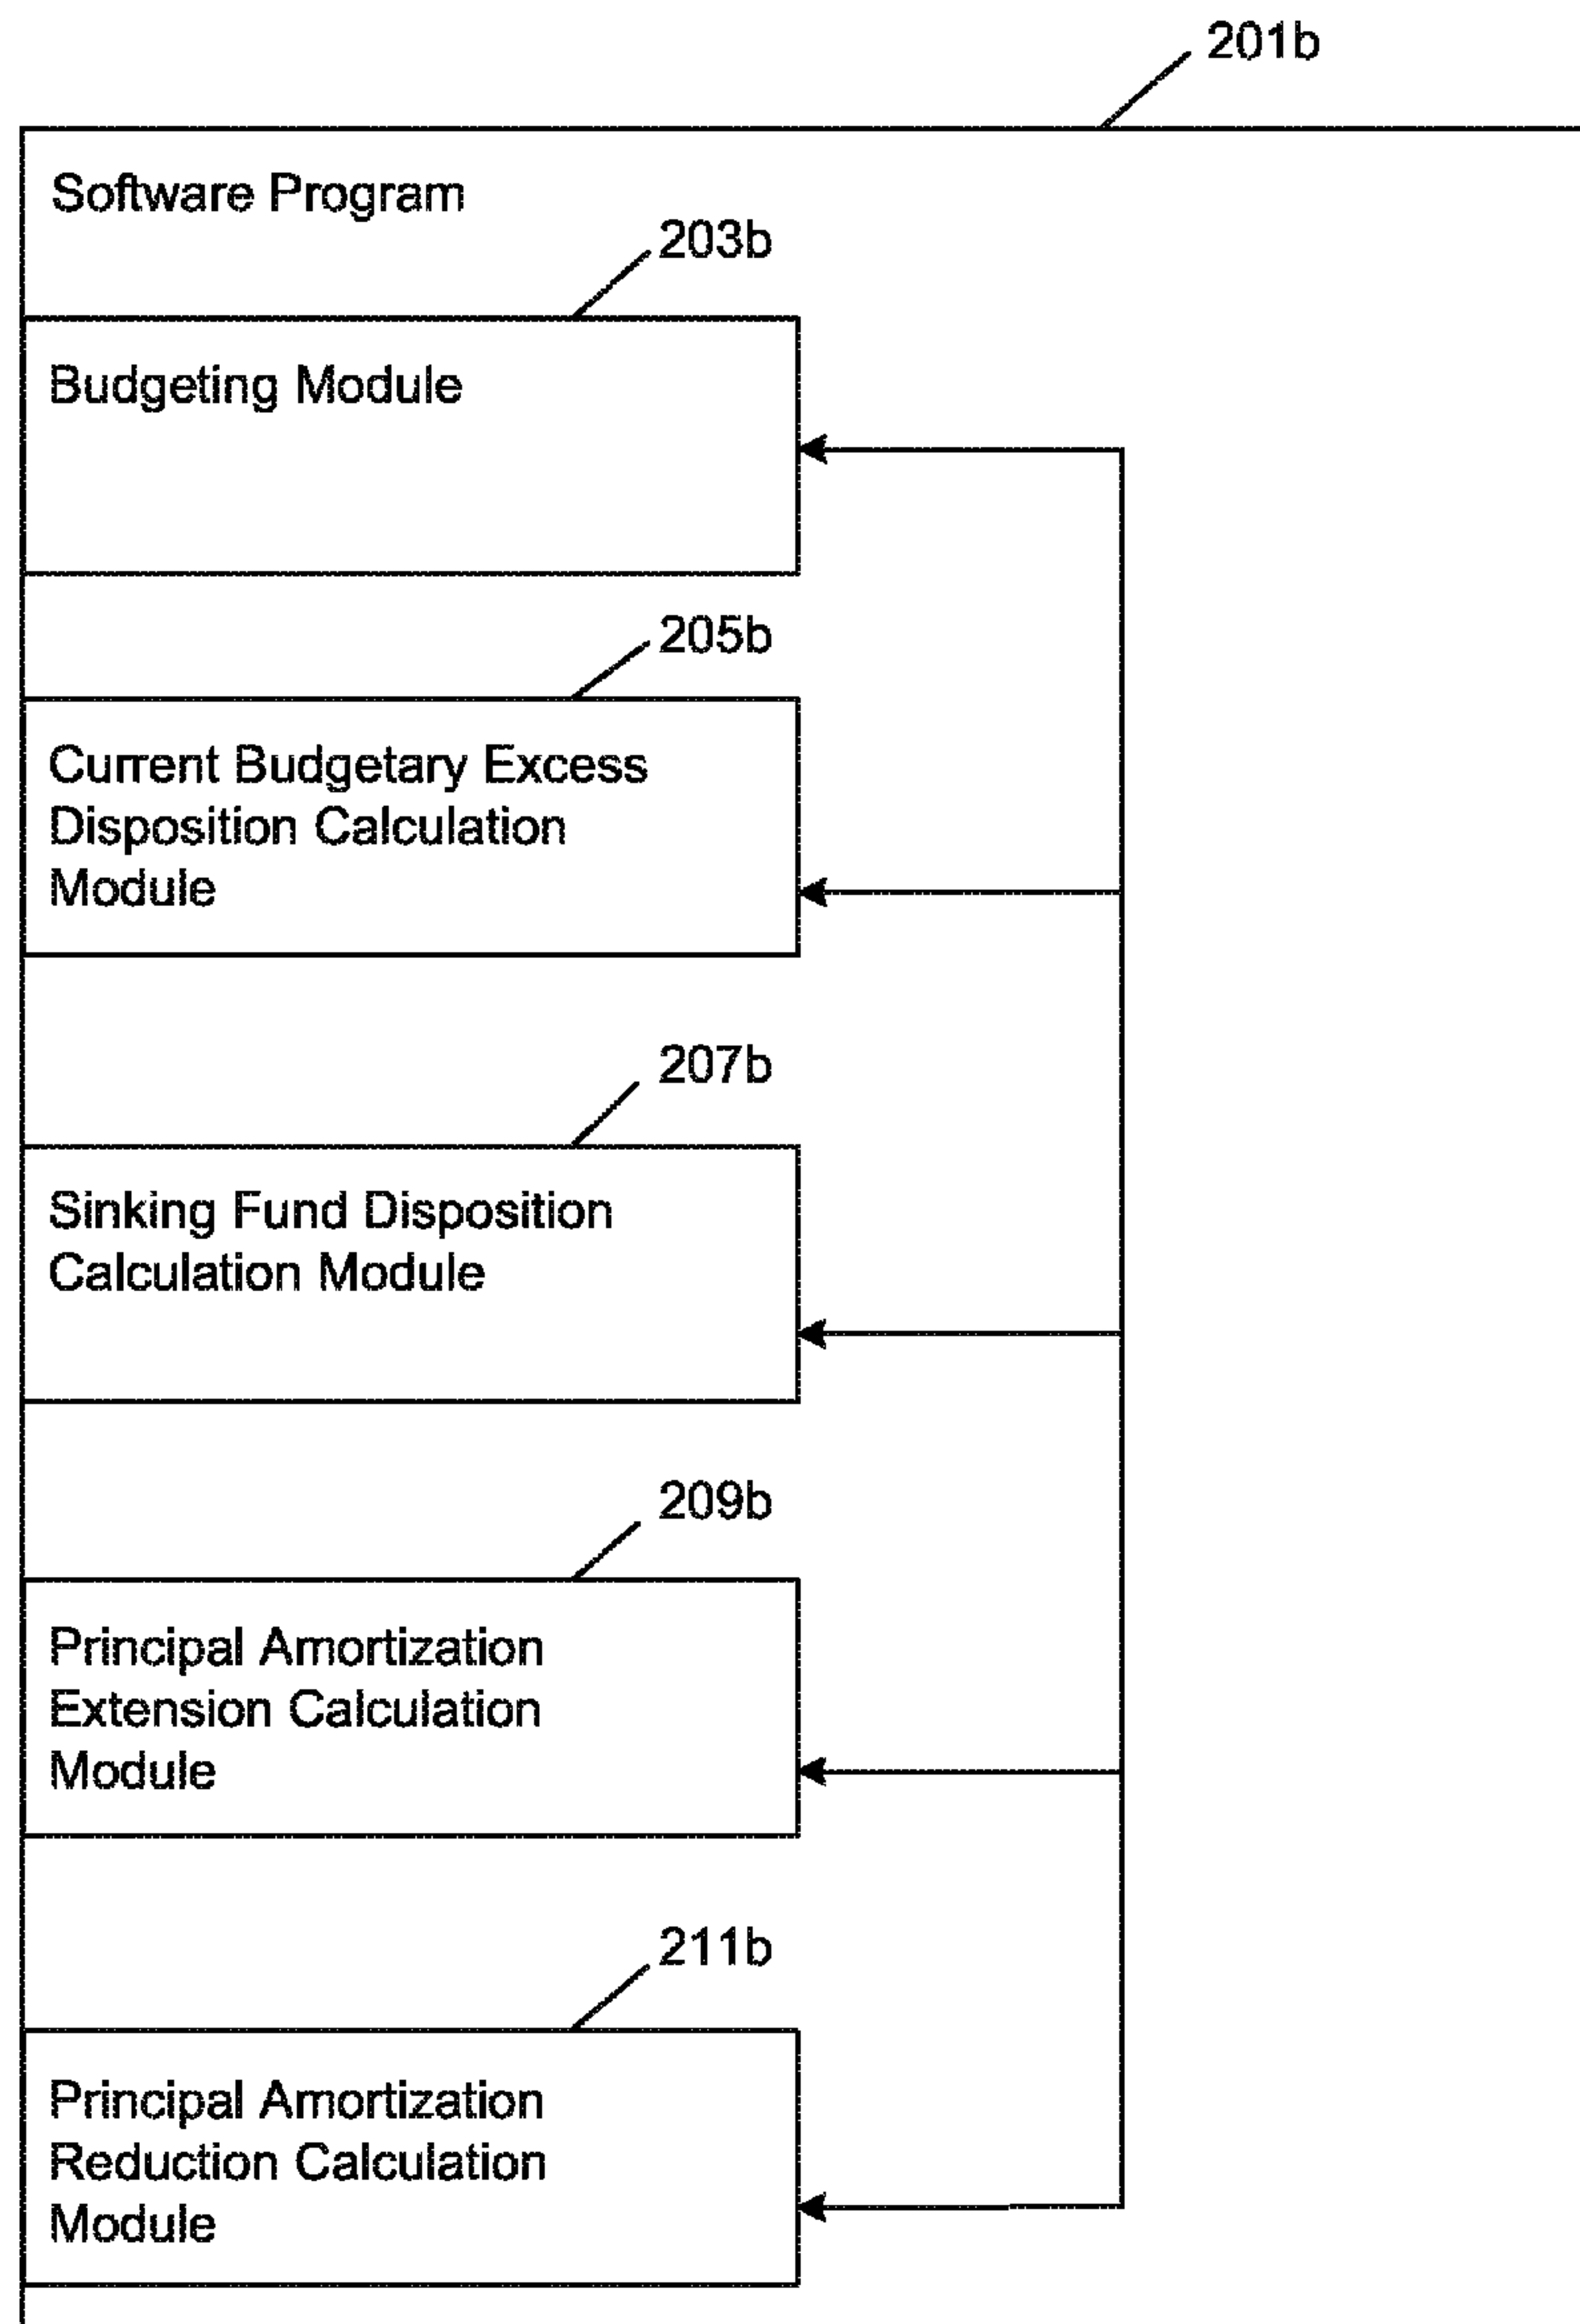 201b
Software Program
203b
Budgeting Module
205b
Current Budgetary Excess
Disposition Calculation
Module
207b
Sinking Fund Disposition
Calculation Module
209b
Principal Amortization
Extension Calculation
Module
211b
Principal Amortization
Reduction Calculation
Module